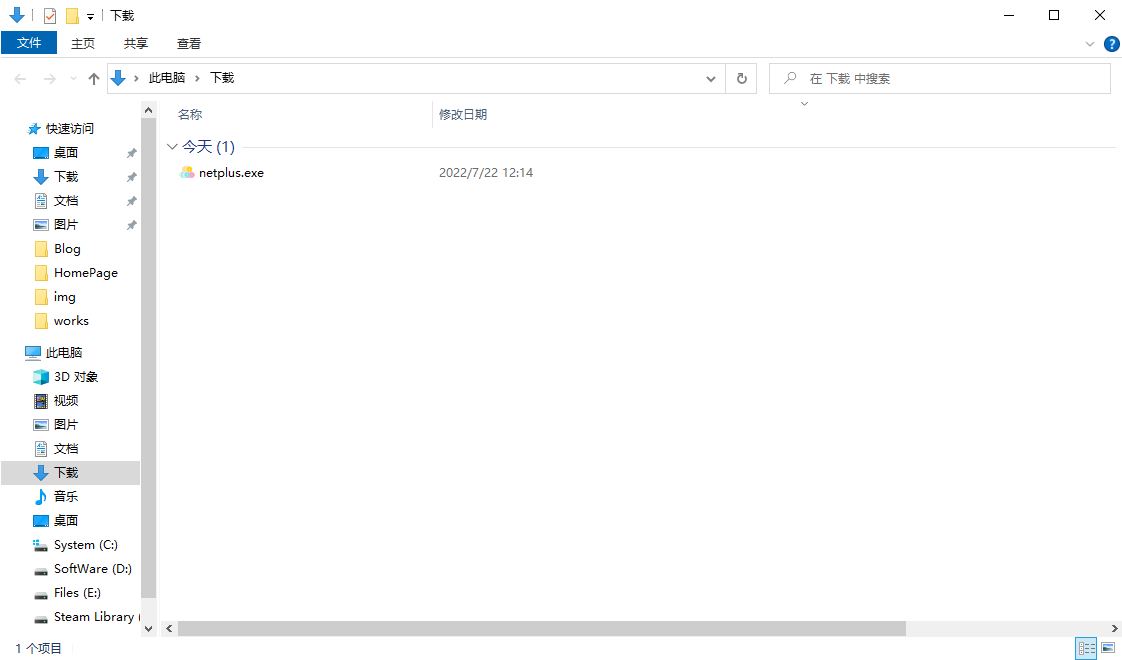 下载
文件 主页 共享 查看
此电脑 下载 在 下载 中搜索
名称 修改日期
今天 (1)
netplus.exe 2022/7/22 12:14
快速访问
桌面
下载
文档
图片
Blog
HomePage
img
works
此电脑
3D 对象
视频
图片
文档
下载
音乐
桌面
System (C:)
SoftWare (D:)
Files (E:)
Steam Library (
1 个项目